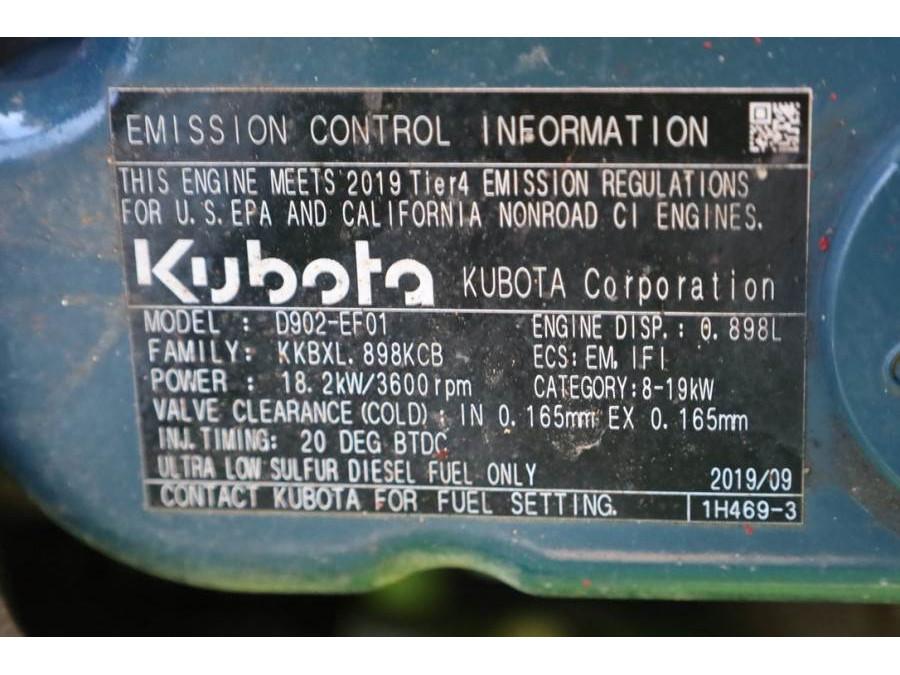 EMISSION CONTROL INFORMATION
THIS ENGINE MEETS 2019 Tier4 EMISSION REGULATIONS
FOR U.S.EPA AND CALIFORNIA NONROAD CI ENGINES.
Kubota KUBOTA Corporation
MODEL : D902-EF01 ENGINE DISP.: 0.898L
FAMILY: KKBXL.898KCB ECS:EM,IFI
POWER : 18.2kW/3600rpm CATEGORY:8-19kW
VALVE CLEARANCE(COLD): IN 0.165mm EX 0.165mm
INJ.TIMING: 20 DEG BTDC
ULTRA LOW SULFUR DIESEL FUEL ONLY 2019/09
CONTACT KUBOTA FOR FUEL SETTING. 1H469-3